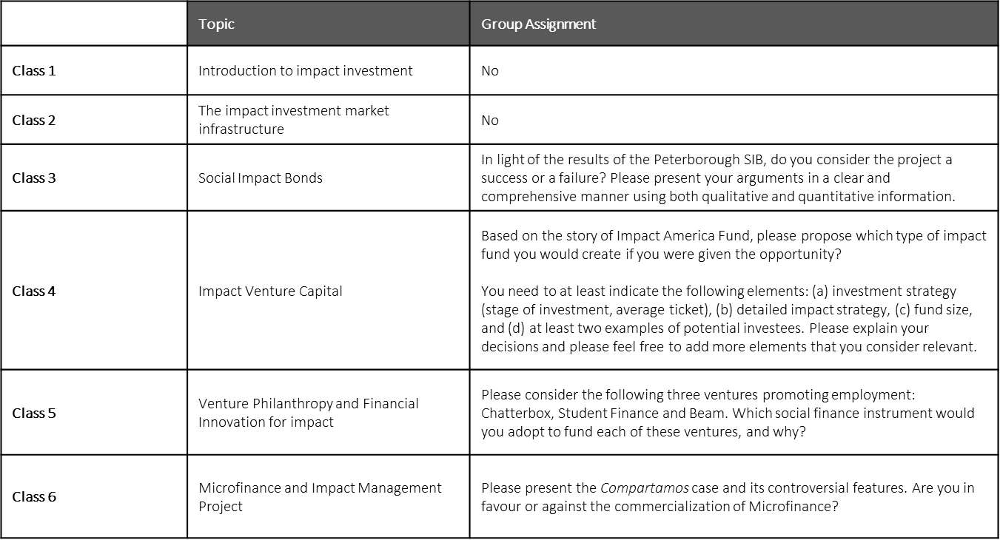 Topic
Group Assignment
Class 1
Introduction to impact investment
No
Class 2
The impact investment market
infrastructure
No
Class 3
Social Impact Bonds
In light of the results of the Peterborough SIB, do you consider the project a
success or a failure? Please present your arguments in a clear and
comprehensive manner using both qualitative and quantitative information.
Class 4
Impact Venture Capital
Based on the story of Impact America Fund, please propose which type of impact
fund you would create if you were given the opportunity?
You need to at least indicate the following elements: (a) investment strategy
(stage of investment, average ticket), (b) detailed impact strategy, (c) fund size,
and (d) at least two examples of potential investees. Please explain your
decisions and please feel free to add more elements that you consider relevant.
Class 5
Venture Philanthropy and Financial
Innovation for impact
Please consider the following three ventures promoting employment:
Chatterbox, Student Finance and Beam. Which social finance instrument would
you adopt to fund each of these ventures, and why?
Class 6
Microfinance and Impact Management
Project
Please present the Compartamos case and its controversial features. Are you in
favour or against the commercialization of Microfinance?